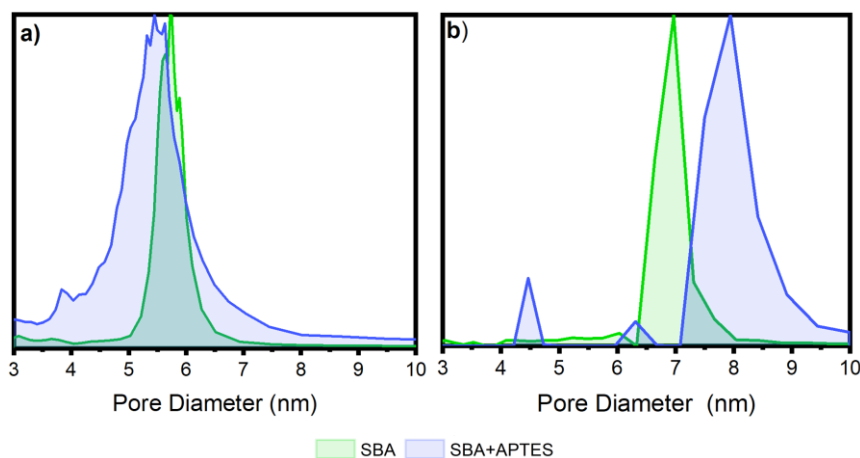 a)
b)
3 4 5 6 7 8 9 10
3 4 5 6 7 8 9 10
Pore Diameter (nm)
Pore Diameter (nm)
SBA SBA+APTES